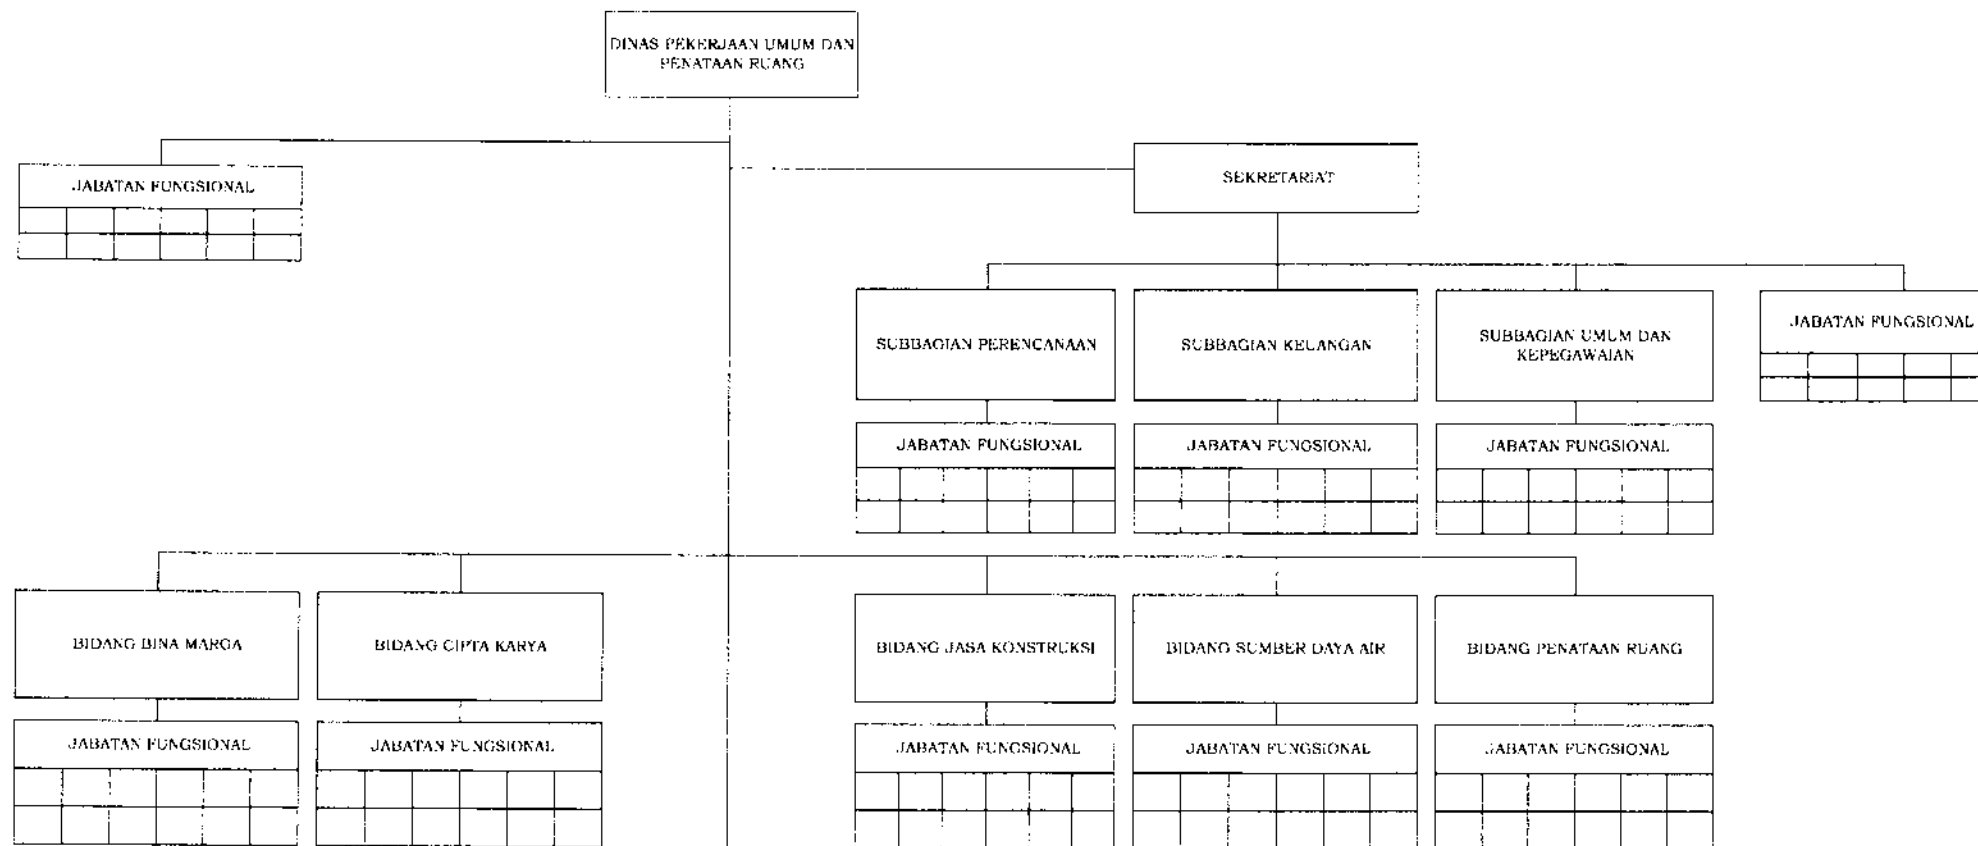 DINAS PEKERJAAN UMUM DAN
PENATAAN RUANG
JABATAN FUNGSIONAL
SEKRETARIAT
SUBBAGIAN PERENCANAAN
SUBBAGIAN KEUANGAN
SUBBAGIAN UMUM DAN
KEPEGAWAIAN
JABATAN FUNGSIONAL
JABATAN FUNGSIONAL
JABATAN FUNGSIONAL
JABATAN FUNGSIONAL
BIDANG BINA MARGA
BIDANG CIPTA KARYA
BIDANG JASA KONSTRUKSI
BIDANG SUMBER DAYA AIR
BIDANG PENATAAN RUANG
JABATAN FUNGSIONAL
JABATAN FUNGSIONAL
JABATAN FUNGSIONAL
JABATAN FUNGSIONAL
JABATAN FUNGSIONAL